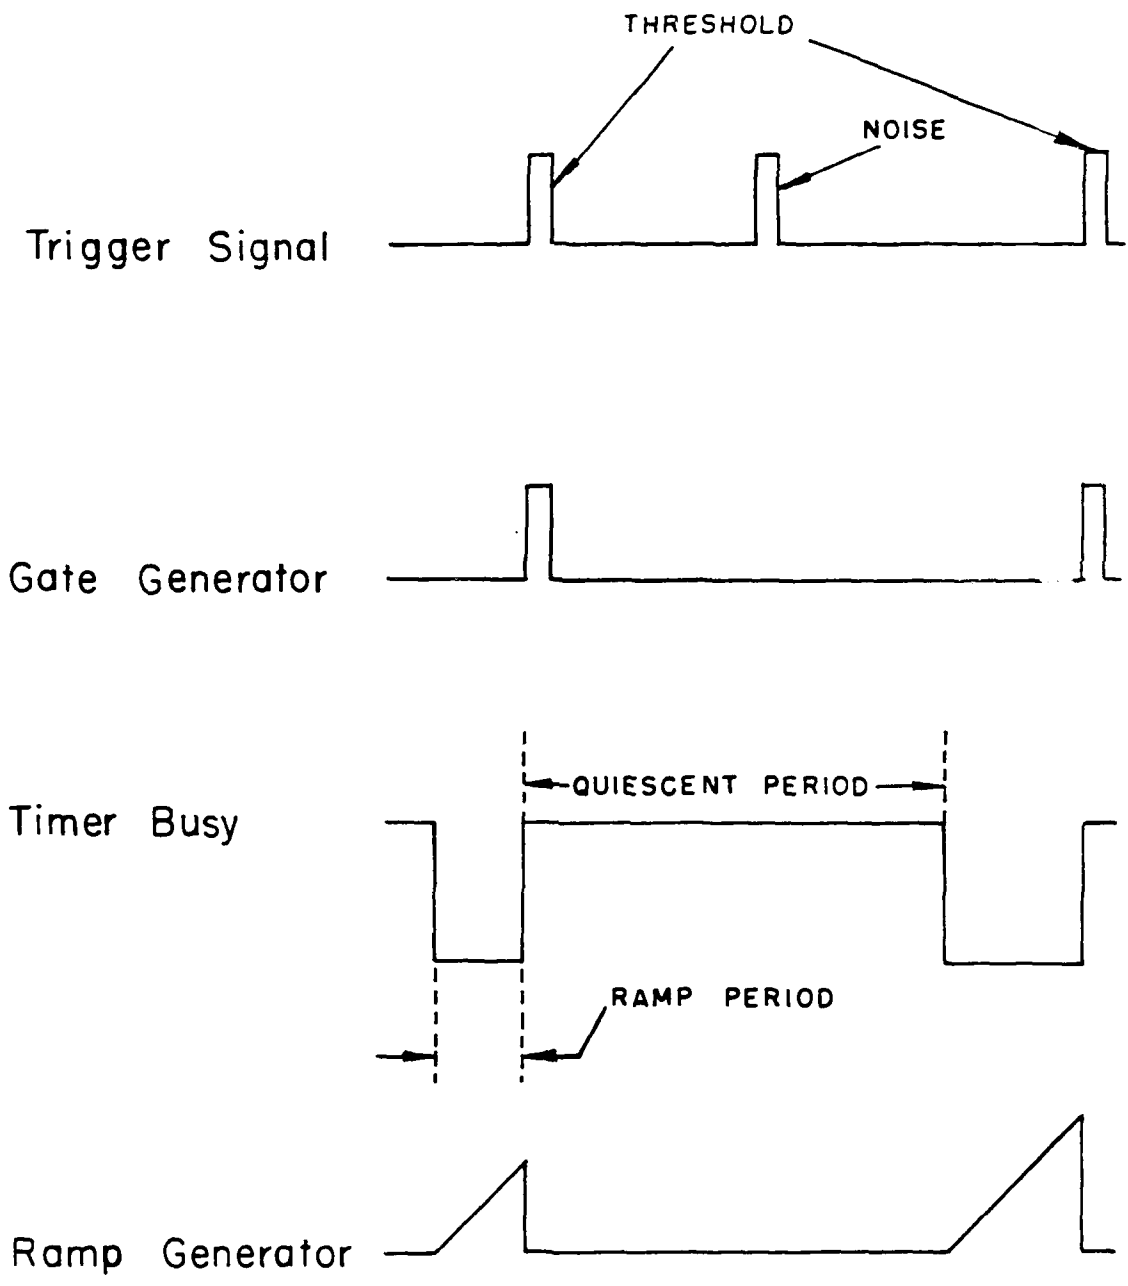 THRESHOLD
NOISE
Trigger Signal
Gate Generator
QUIESCENT PERIOD
Timer Busy
RAMP PERIOD
Ramp Generator